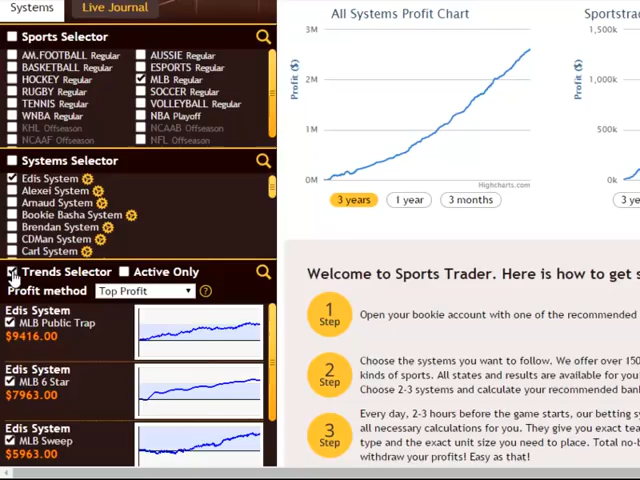 Systems
Live Journal
Sports Selector
AM.FOOTBALL Regular
AUSSIE Regular
BASKETBALL Regular
ESPORTS Regular
HOCKEY Regular
MLB Regular
RUGBY Regular
SOCCER Regular
TENNIS Regular
VOLLEYBALL Regular
WNBA Regular
NBA Playoff
KHL Offseason
NCAAB Offseason
NCAAF Offseason
NFL Offseason
Systems Selector
Edis System
Alexei System
Arnaud System
Bookie Basha System
Brendan System
CDMan System
Carl System
Trends Selector
Active Only
Profit method
Top Profit
?
Edis System
MLB Public Trap
$9416.00
Edis System
MLB 6 Star
$7963.00
Edis System
MLB Sweep
$5963.00
All Systems Profit Chart
Profit ($)
3M
2M
1M
0M
Highcharts.com
3 years
1 year
3 months
Sportstrad
Profit ($)
1,500k
1,000k
500k
0k
3 ye
Welcome to Sports Trader. Here is how to get s
1
Step
Open your bookie account with one of the recommended
2
Step
Choose the systems you want to follow. We offer over 150
kinds of sports. All states and results are available for you
Choose 2-3 systems and calculate your recommended ban
3
Step
Every day, 2-3 hours before the game starts, our betting sy
all necessary calculations for you. They give you exact tea
type and the exact unit size you need to place. Total no-b
withdraw your profits! Easy as that!